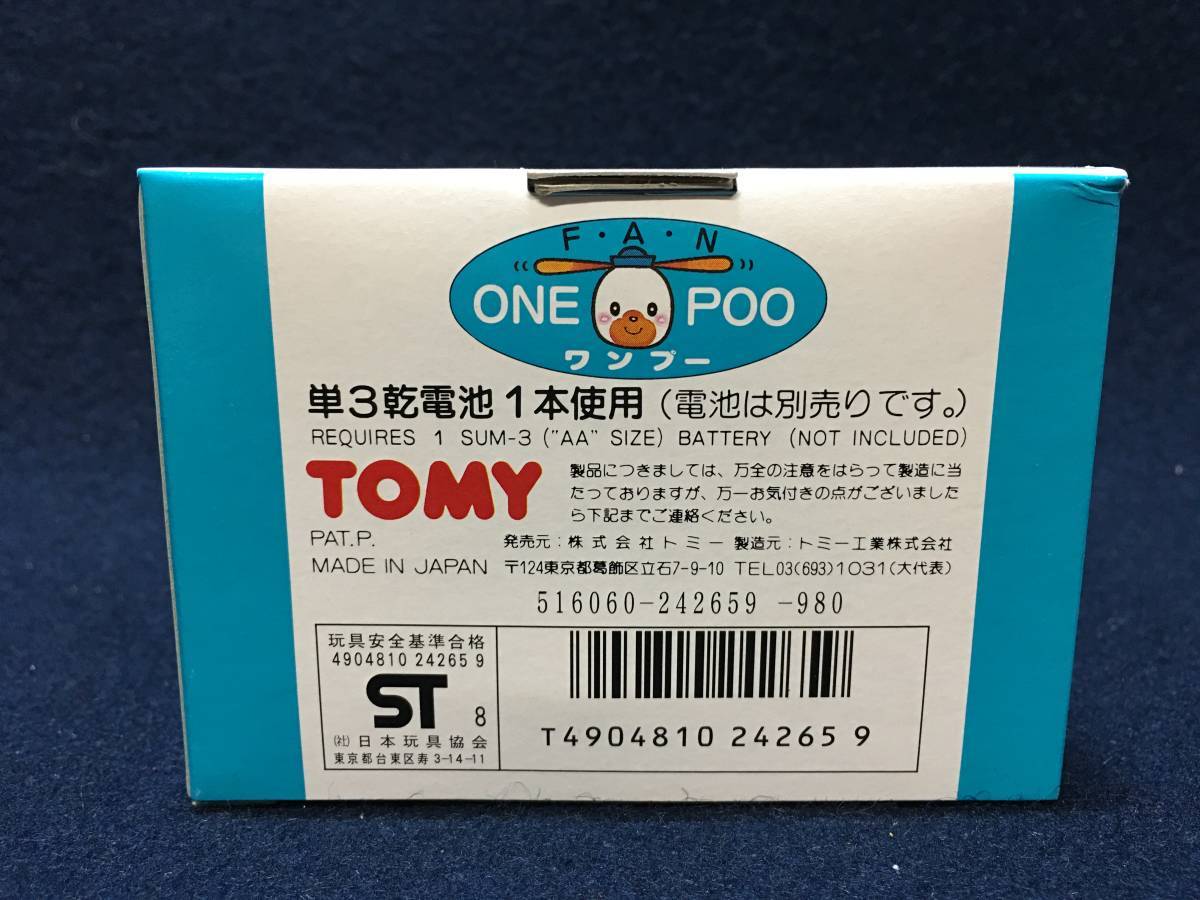 F・A・N
ONE POO
ワンプー
単3乾電池1本使用(電池は別売りです。)
REQUIRES 1 SUM-3 ("AA" SIZE) BATTERY (NOT INCLUDED)
TOMY
製品につきましては、万全の注意をはらって製造に当
たっておりますが、万一お気付きの点がございました
ら下記までご連絡ください。
PAT.P.
発売元:株式会社トミー 製造元:トミー工業株式会社
MADE IN JAPAN
〒124東京都葛飾区立石7-9-10 TEL03(693)1031(大代表)
516060-242659 -980
玩具安全基準合格
4904810 24265 9
ST 8
(社)日本玩具協会
東京都台東区寿3-14-11
T4904810 24265 9